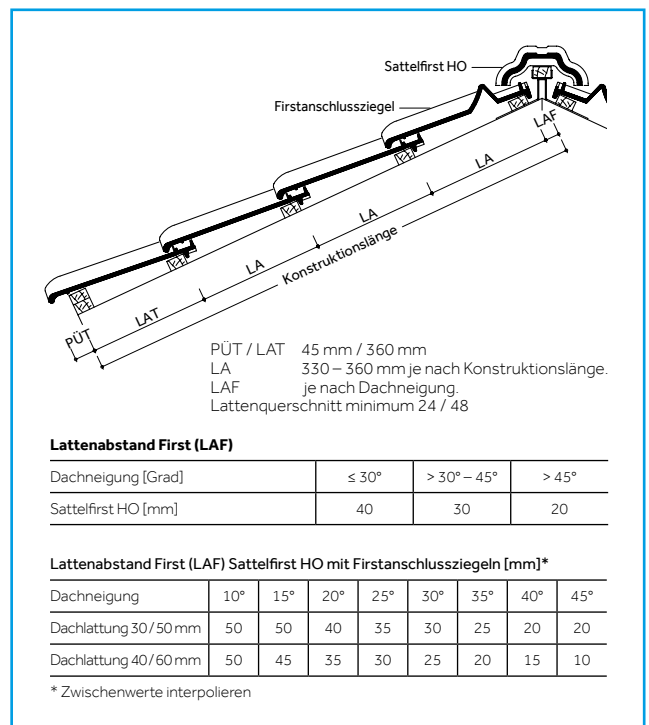 Sattelfirst HO
Firstanschlussziegel
LAF
LA
LA
LA
Konstruktionslänge
LAT
PÜT
PÜT / LAT 45 mm / 360 mm
LA 330 – 360 mm je nach Konstruktionslänge.
LAF je nach Dachneigung.
Lattenquerschnitt minimum 24 / 48
Lattenabstand First (LAF)
Dachneigung [Grad] ≤ 30° > 30° – 45° > 45°
Sattelfirst HO [mm] 40 30 20
Lattenabstand First (LAF) Sattelfirst HO mit Firstanschlussziegeln [mm]*
Dachneigung 10° 15° 20° 25° 30° 35° 40° 45°
Dachlattung 30/50 mm 50 50 40 35 30 25 20 20
Dachlattung 40/60 mm 50 45 35 30 25 20 15 10
* Zwischenwerte interpolieren